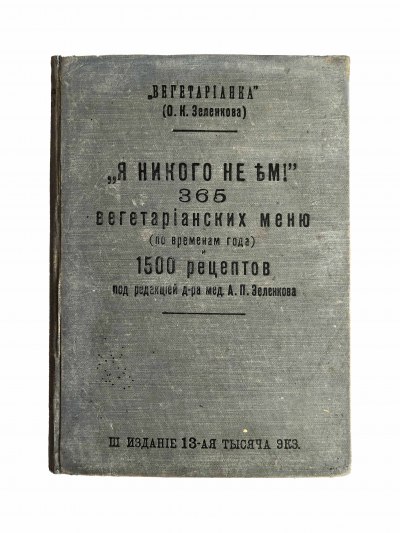 „ВЕГЕТАРІАНКА"
(О. К. Зеленкова)
„Я НИКОГО НЕ ѢМ!"
365
вегетаріанских меню
(по временам года)
и
1500 рецептов
под редакціей д-ра мед. А. П. Зеленкова
III ИЗДАНІЕ 13-АЯ ТЫСЯЧА ЭКЗ.